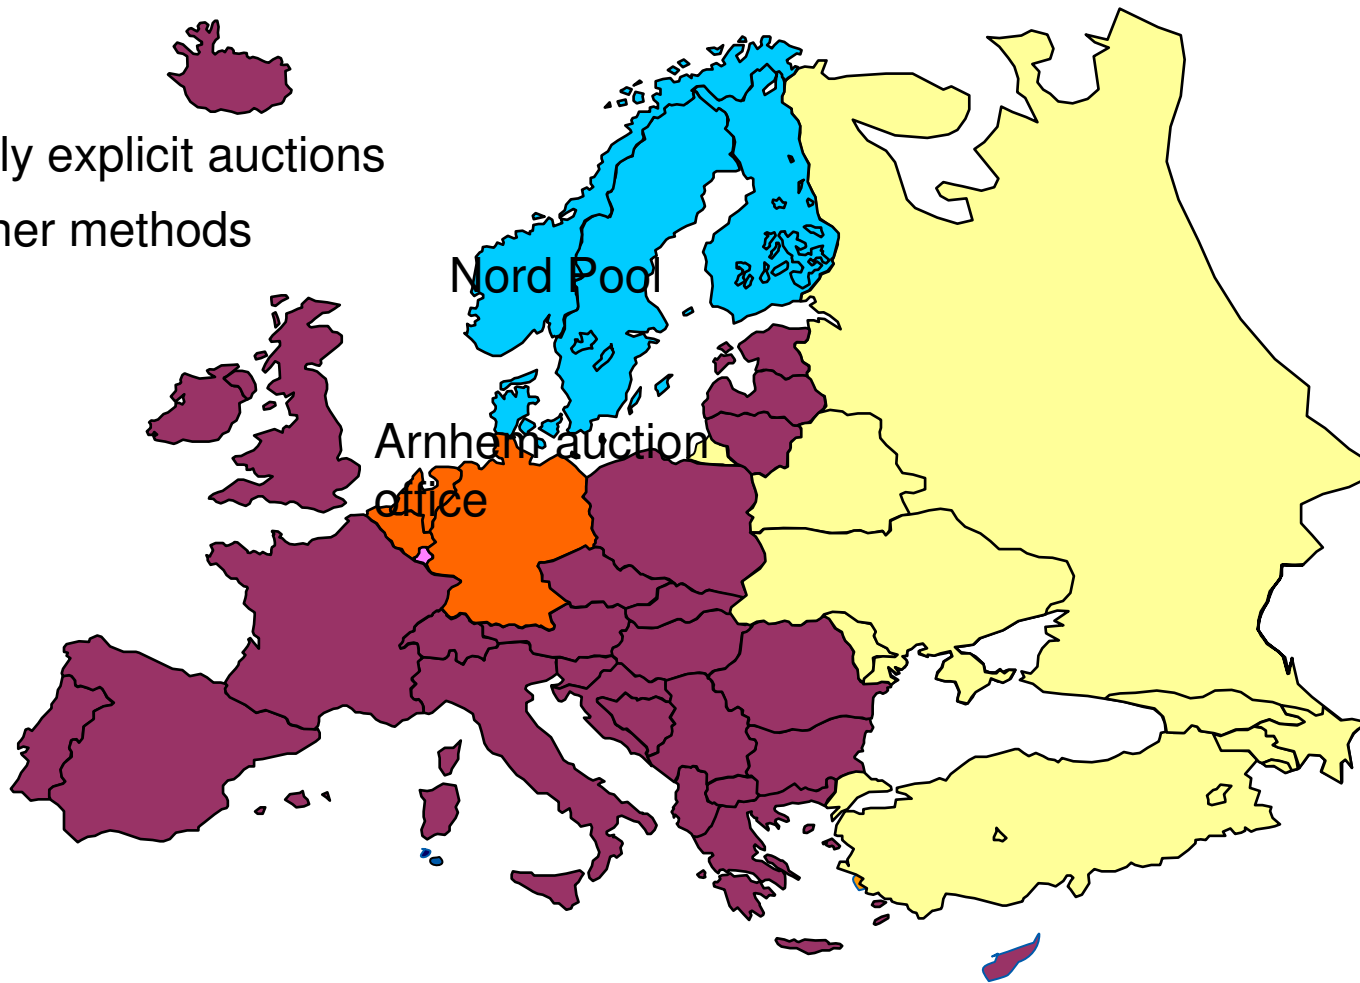 ly explicit auctions
her methods
Nord Pool
Arnhem auction
office